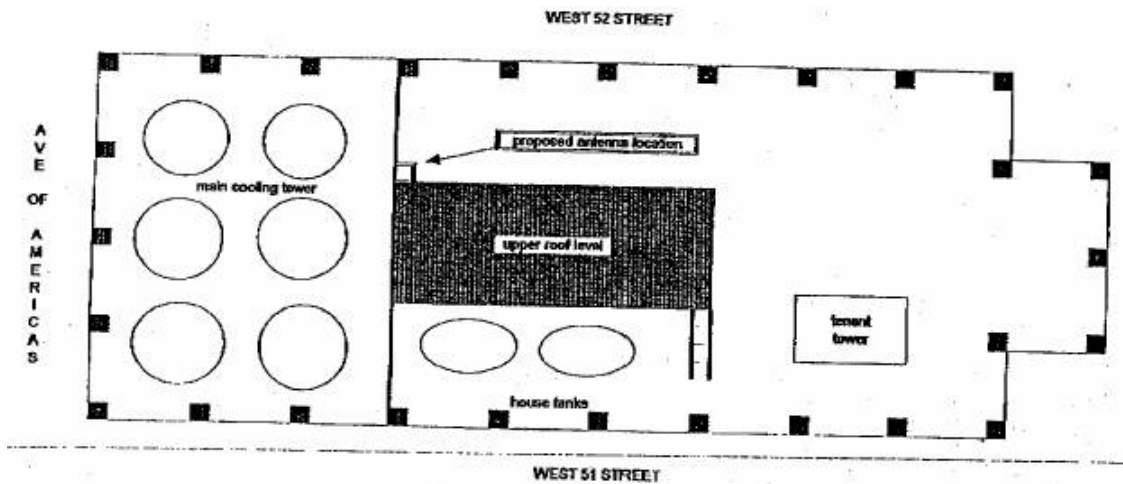 WEST 52 STREET
proposed antenna location
AVE OF AMERICAS
main cooling tower
upper roof level
tenant
tower
house tanks
WEST 51 STREET